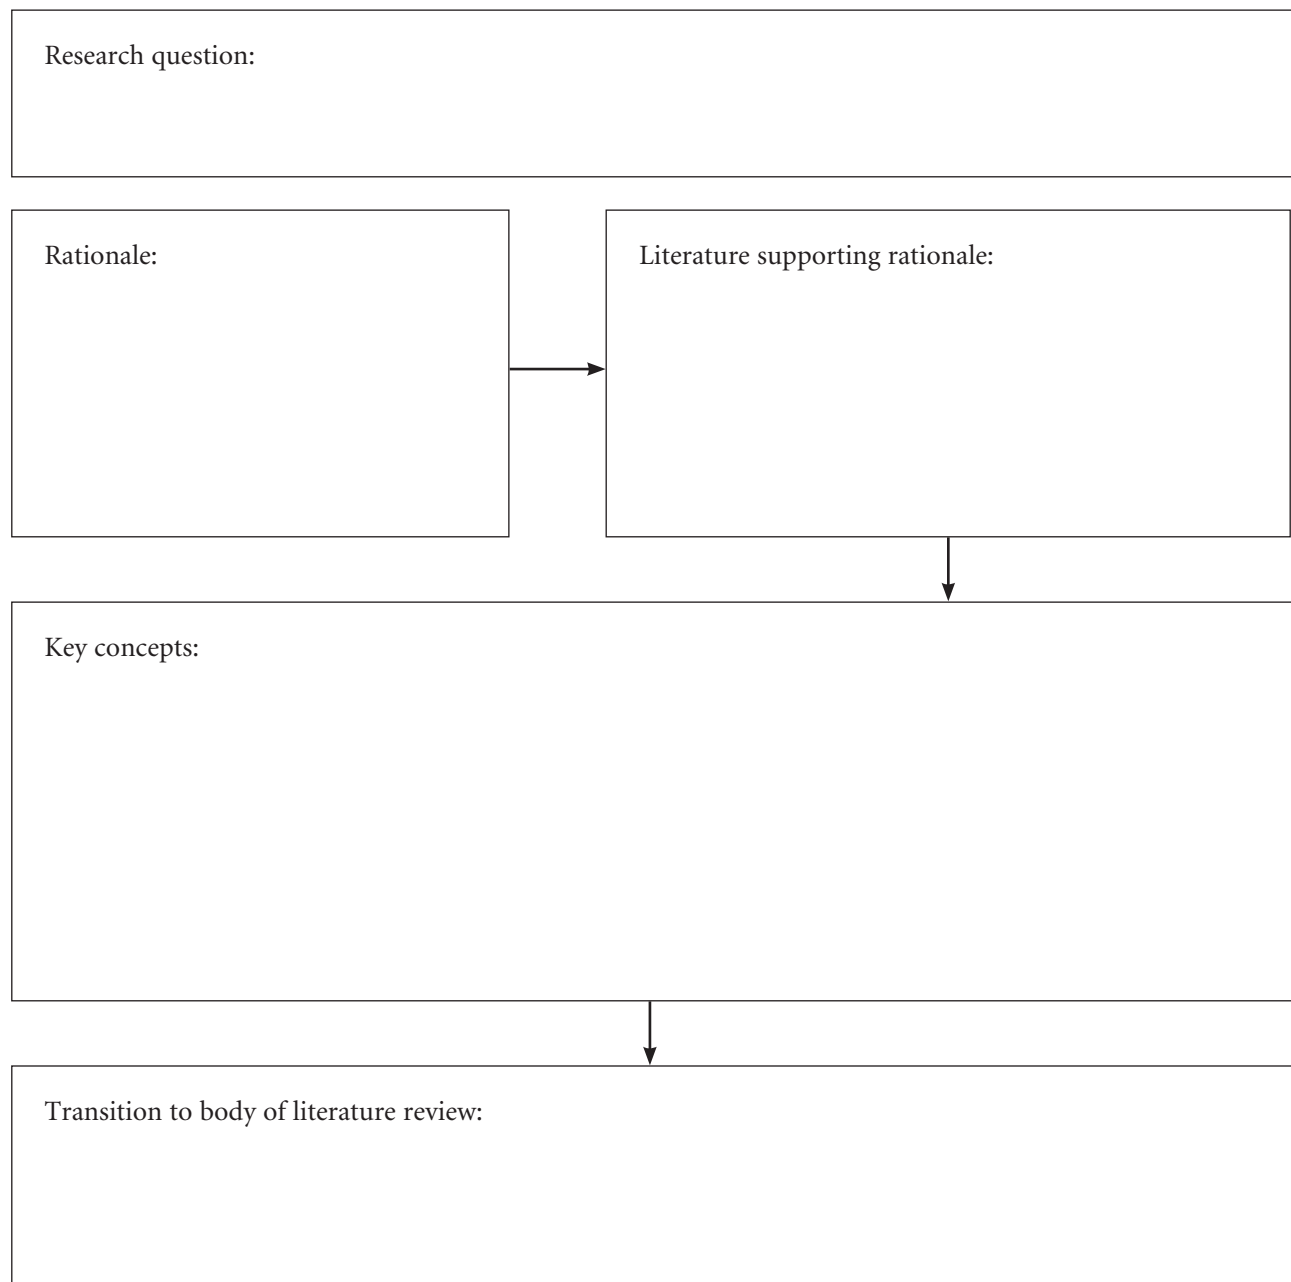 Research question:
Rationale:
Literature supporting rationale:
Key concepts:
Transition to body of literature review: